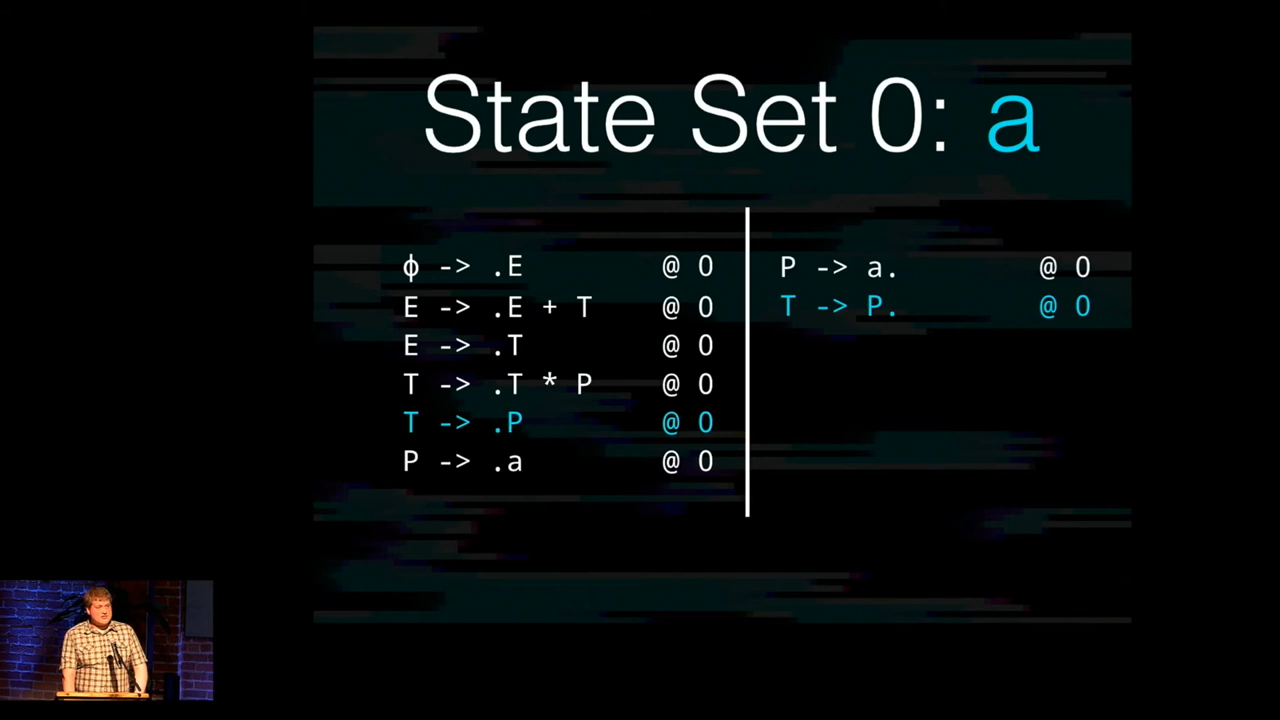 State Set 0: a
ϕ -> .E @ 0
E -> .E + T @ 0
E -> .T @ 0
T -> .T * P @ 0
T -> .P @ 0
P -> .a @ 0
P -> a. @ 0
T -> P. @ 0